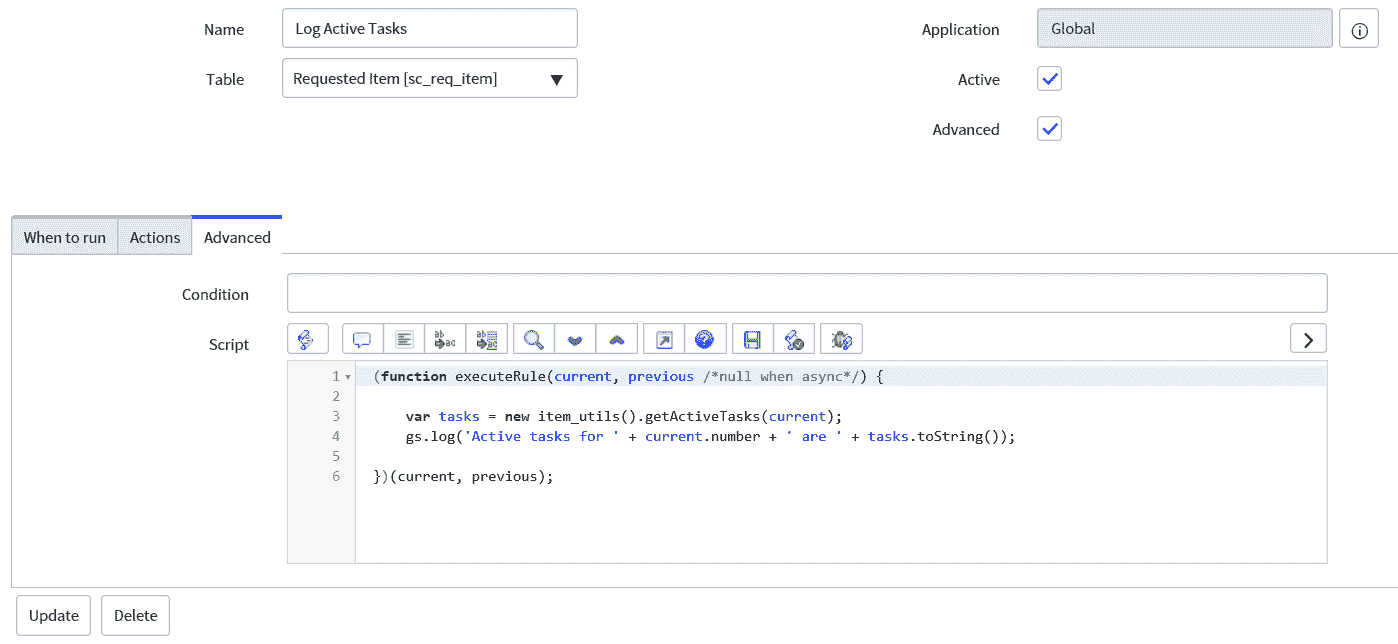 Name Log Active Tasks Application Global
Table Requested Item [sc_req_item] Active
Advanced
When to run Actions Advanced
Condition
Script
1 (function executeRule(current, previous /*null when async*/) {
2
3 var tasks = new item_utils().getActiveTasks(current);
4 gs.log('Active tasks for ' + current.number + ' are ' + tasks.toString());
5
6 })(current, previous);
Update Delete